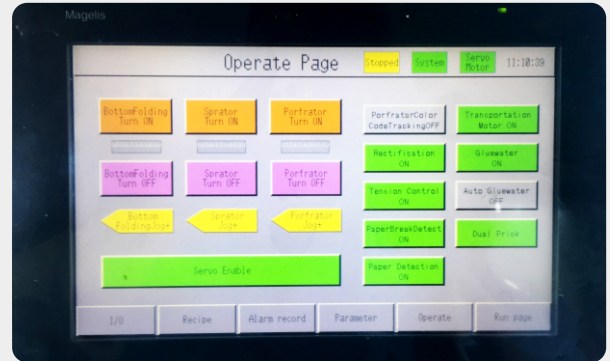 Magelis
Operate Page
Stopped
System
Servo
Motor
11:10:39
BottomFolding
Turn ON
Sprator
Turn ON
Porfrator
Turn ON
PorfratorColor
CodeTrackingOFF
Transportation
Motor ON
Rectification
ON
Gluewater
ON
BottomFolding
Turn OFF
Sprator
Turn OFF
Porfrator
Turn OFF
Tension Control
ON
Auto Gluewater
OFF
Bottom
FoldingJog+
Sprator
Jog+
Porfrator
Jog+
PaperBreakDetect
ON
Dual Prick
Servo Enable
Paper Detection
ON
I/O
Recipe
Alarm record
Parameter
Operate
Run page